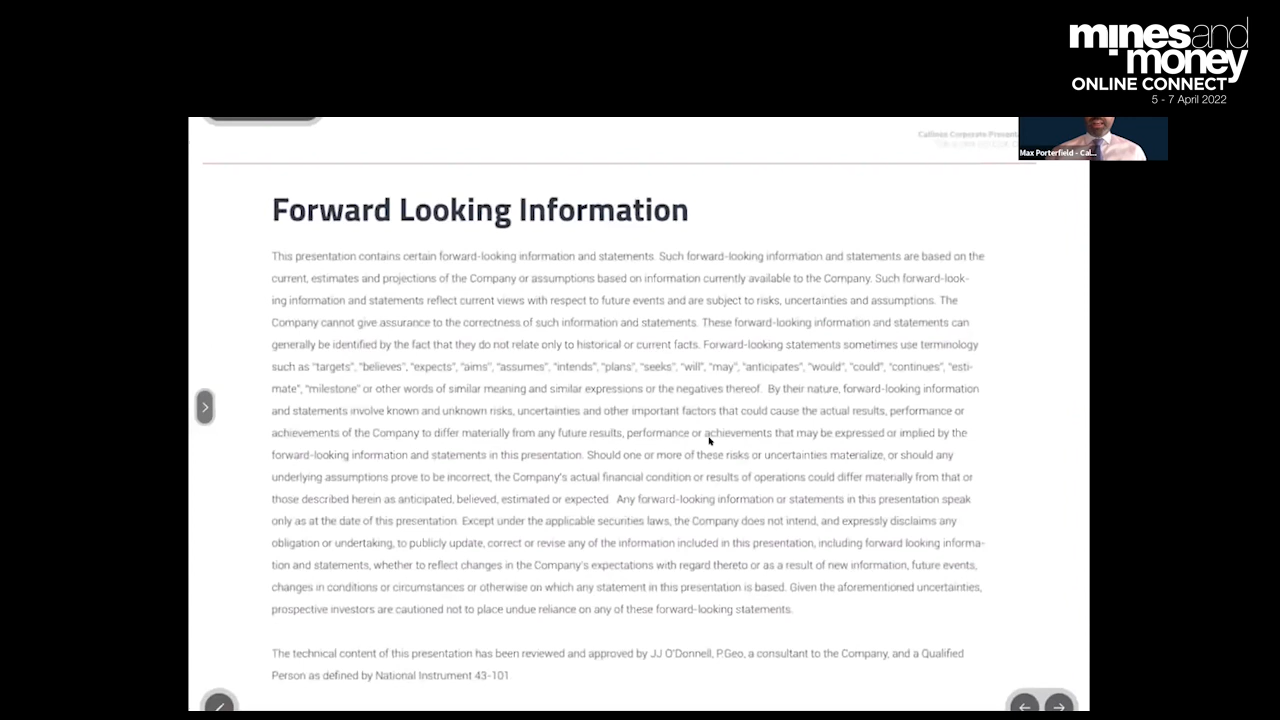 mines and
money
ONLINE CONNECT
5 - 7 April 2022
Callinex Corporate Presenta
Max Porterfield - Cal...
Forward Looking Information
This presentation contains certain forward-looking information and statements. Such forward-looking information and statements are based on the
current, estimates and projections of the Company or assumptions based on information currently available to the Company. Such forward-look-
ing information and statements reflect current views with respect to future events and are subject to risks, uncertainties and assumptions. The
Company cannot give assurance to the correctness of such information and statements. These forward-looking information and statements can
generally be identified by the fact that they do not relate only to historical or current facts. Forward-looking statements sometimes use terminology
such as "targets", "believes", "expects", "aims", "assumes", "intends", "plans", "seeks", "will", "may", "anticipates", "would", "could", "continues", "esti-
mate", "milestone" or other words of similar meaning and similar expressions or the negatives thereof. By their nature, forward-looking information
and statements involve known and unknown risks, uncertainties and other important factors that could cause the actual results, performance or
achievements of the Company to differ materially from any future results, performance or achievements that may be expressed or implied by the
forward-looking information and statements in this presentation. Should one or more of these risks or uncertainties materialize, or should any
underlying assumptions prove to be incorrect, the Company's actual financial condition or results of operations could differ materially from that or
those described herein as anticipated, believed, estimated or expected Any forward-looking information or statements in this presentation speak
only as at the date of this presentation. Except under the applicable securities laws, the Company does not intend, and expressly disclaims any
obligation or undertaking, to publicly update, correct or revise any of the information included in this presentation, including forward looking informa-
tion and statements, whether to reflect changes in the Company's expectations with regard thereto or as a result of new information, future events,
changes in conditions or circumstances or otherwise on which any statement in this presentation is based. Given the aforementioned uncertainties,
prospective investors are cautioned not to place undue reliance on any of these forward-looking statements.
The technical content of this presentation has been reviewed and approved by JJ O'Donnell, P.Geo, a consultant to the Company, and a Qualified
Person as defined by National Instrument 43-101